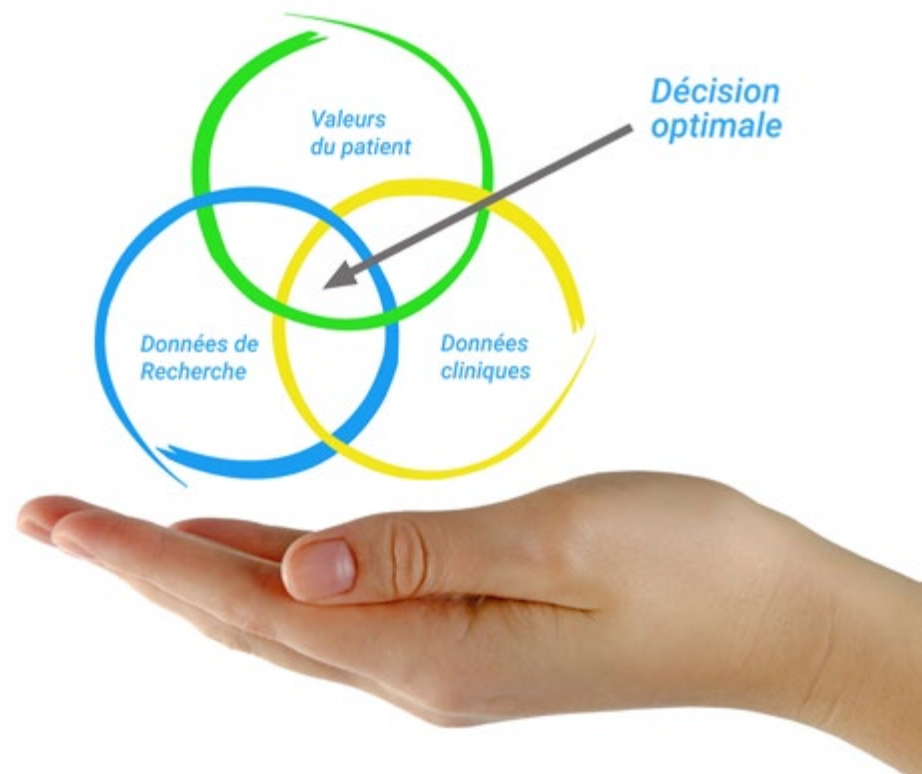 Valeurs
du patient
Décision
optimale
Données de
Recherche
Données
cliniques